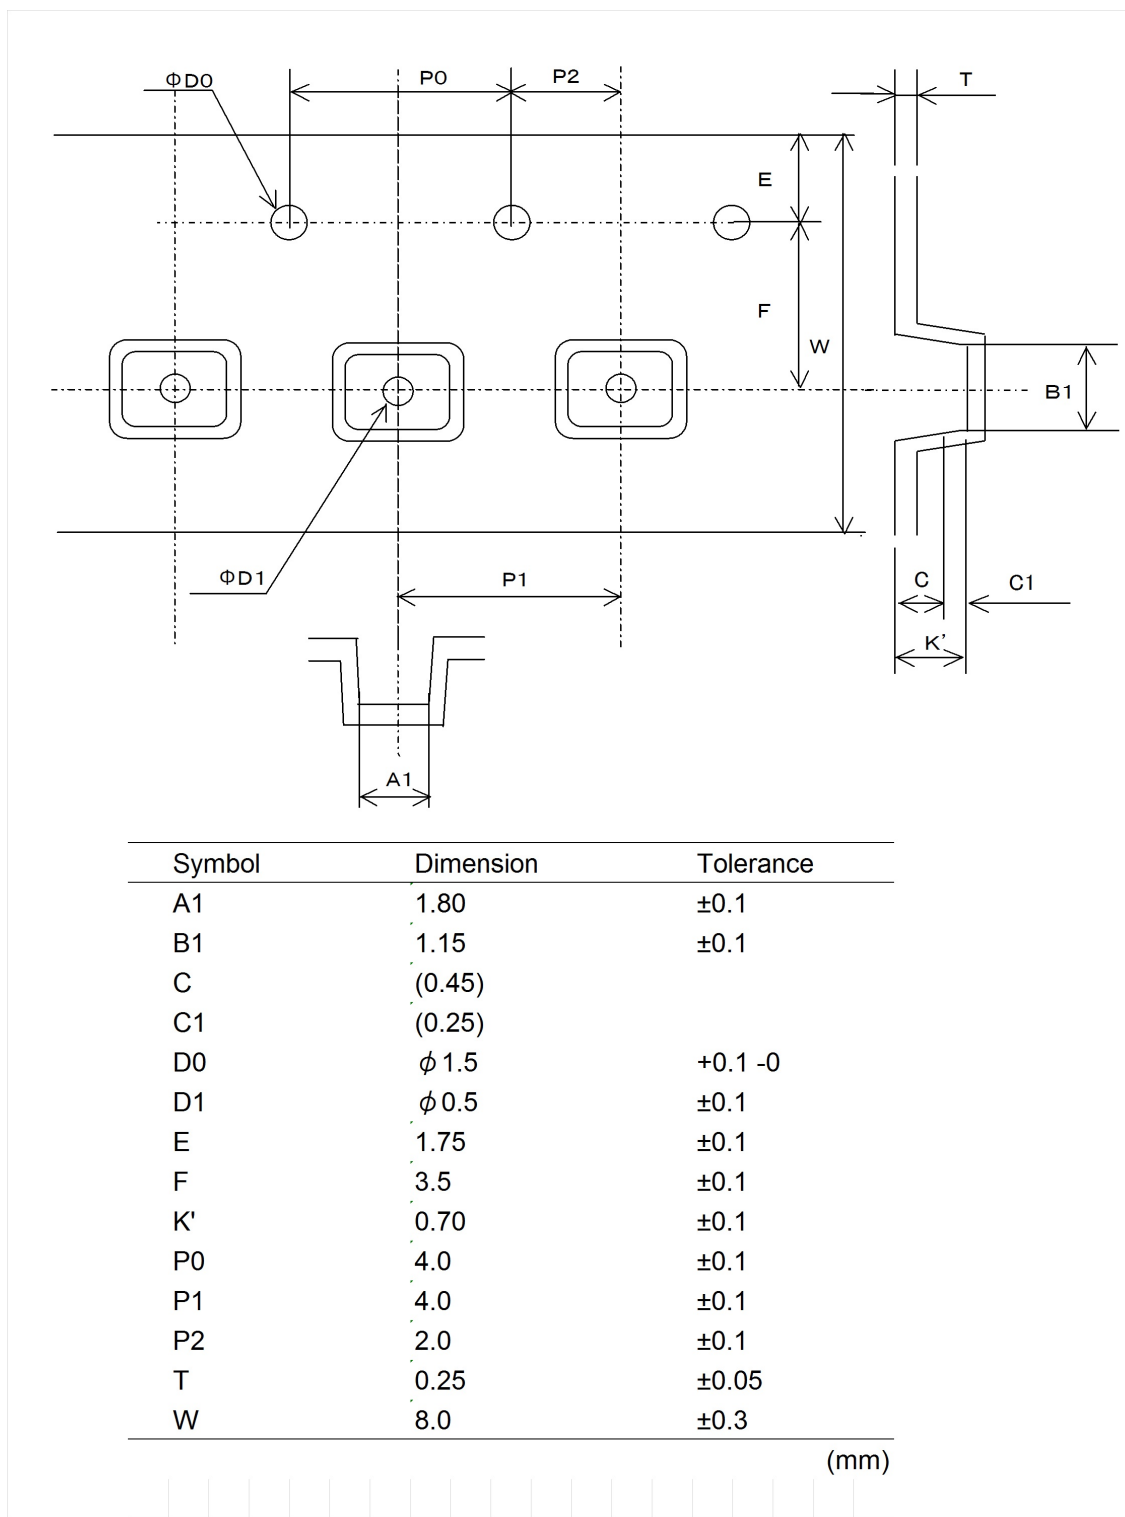 ΦD0
P0
P2
T
E
F
W
B1
ΦD1
P1
C
C1
K’
A1
Symbol Dimension Tolerance
A1 1.80 ±0.1
B1 1.15 ±0.1
C (0.45)
C1 (0.25)
D0 φ1.5 +0.1 -0
D1 φ0.5 ±0.1
E 1.75 ±0.1
F 3.5 ±0.1
K' 0.70 ±0.1
P0 4.0 ±0.1
P1 4.0 ±0.1
P2 2.0 ±0.1
T 0.25 ±0.05
W 8.0 ±0.3
(mm)